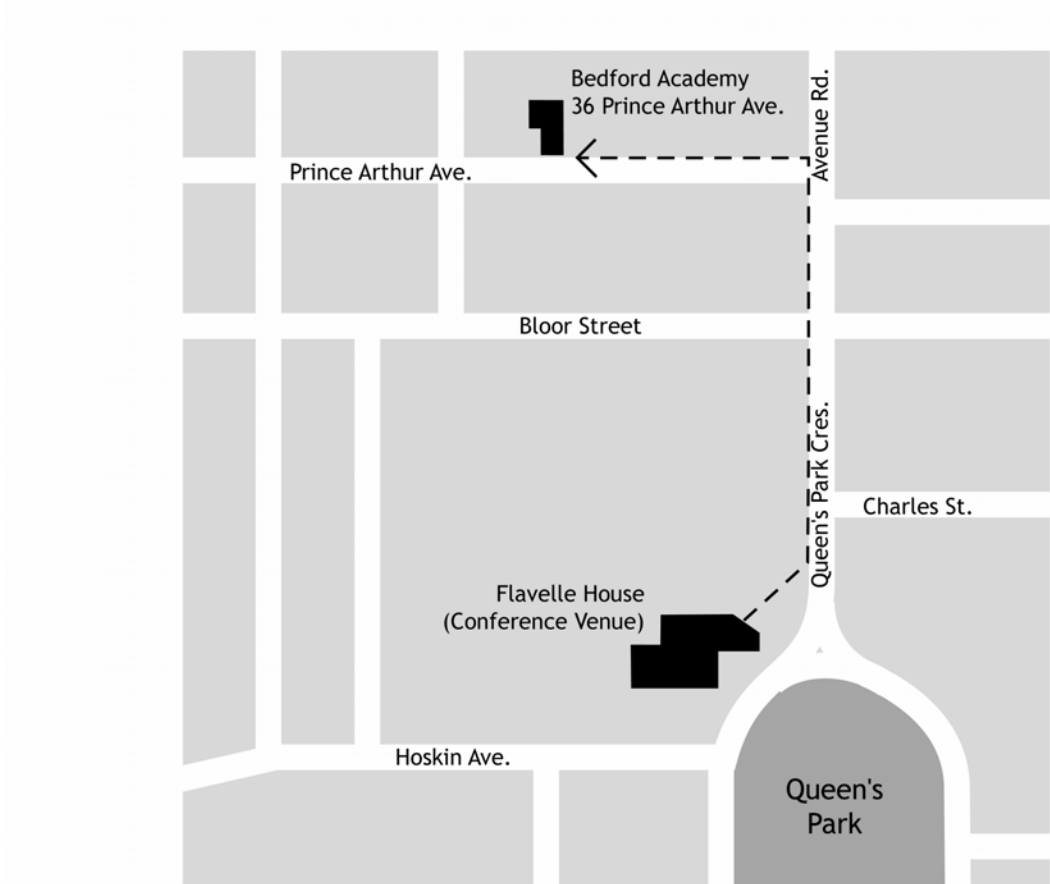 Bedford Academy
36 Prince Arthur Ave.
Avenue Rd.
Prince Arthur Ave.
Bloor Street
Queen's Park Cres.
Charles St.
Flavelle House
(Conference Venue)
Hoskin Ave.
Queen's
Park